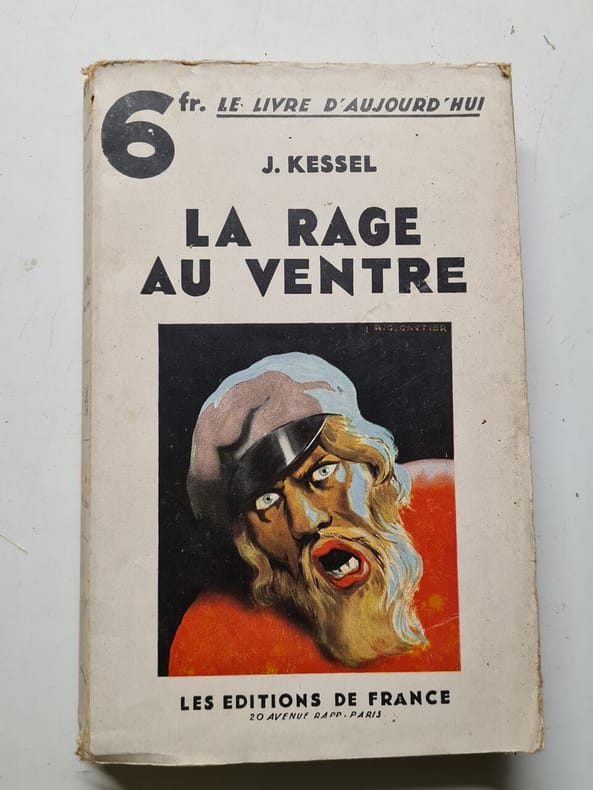 6 fr. LE LIVRE D'AUJOURD'HUI
J. KESSEL
LA RAGE
AU VENTRE
R.G. GAUTIER
LES EDITIONS DE FRANCE
20 AVENUE RAPP - PARIS